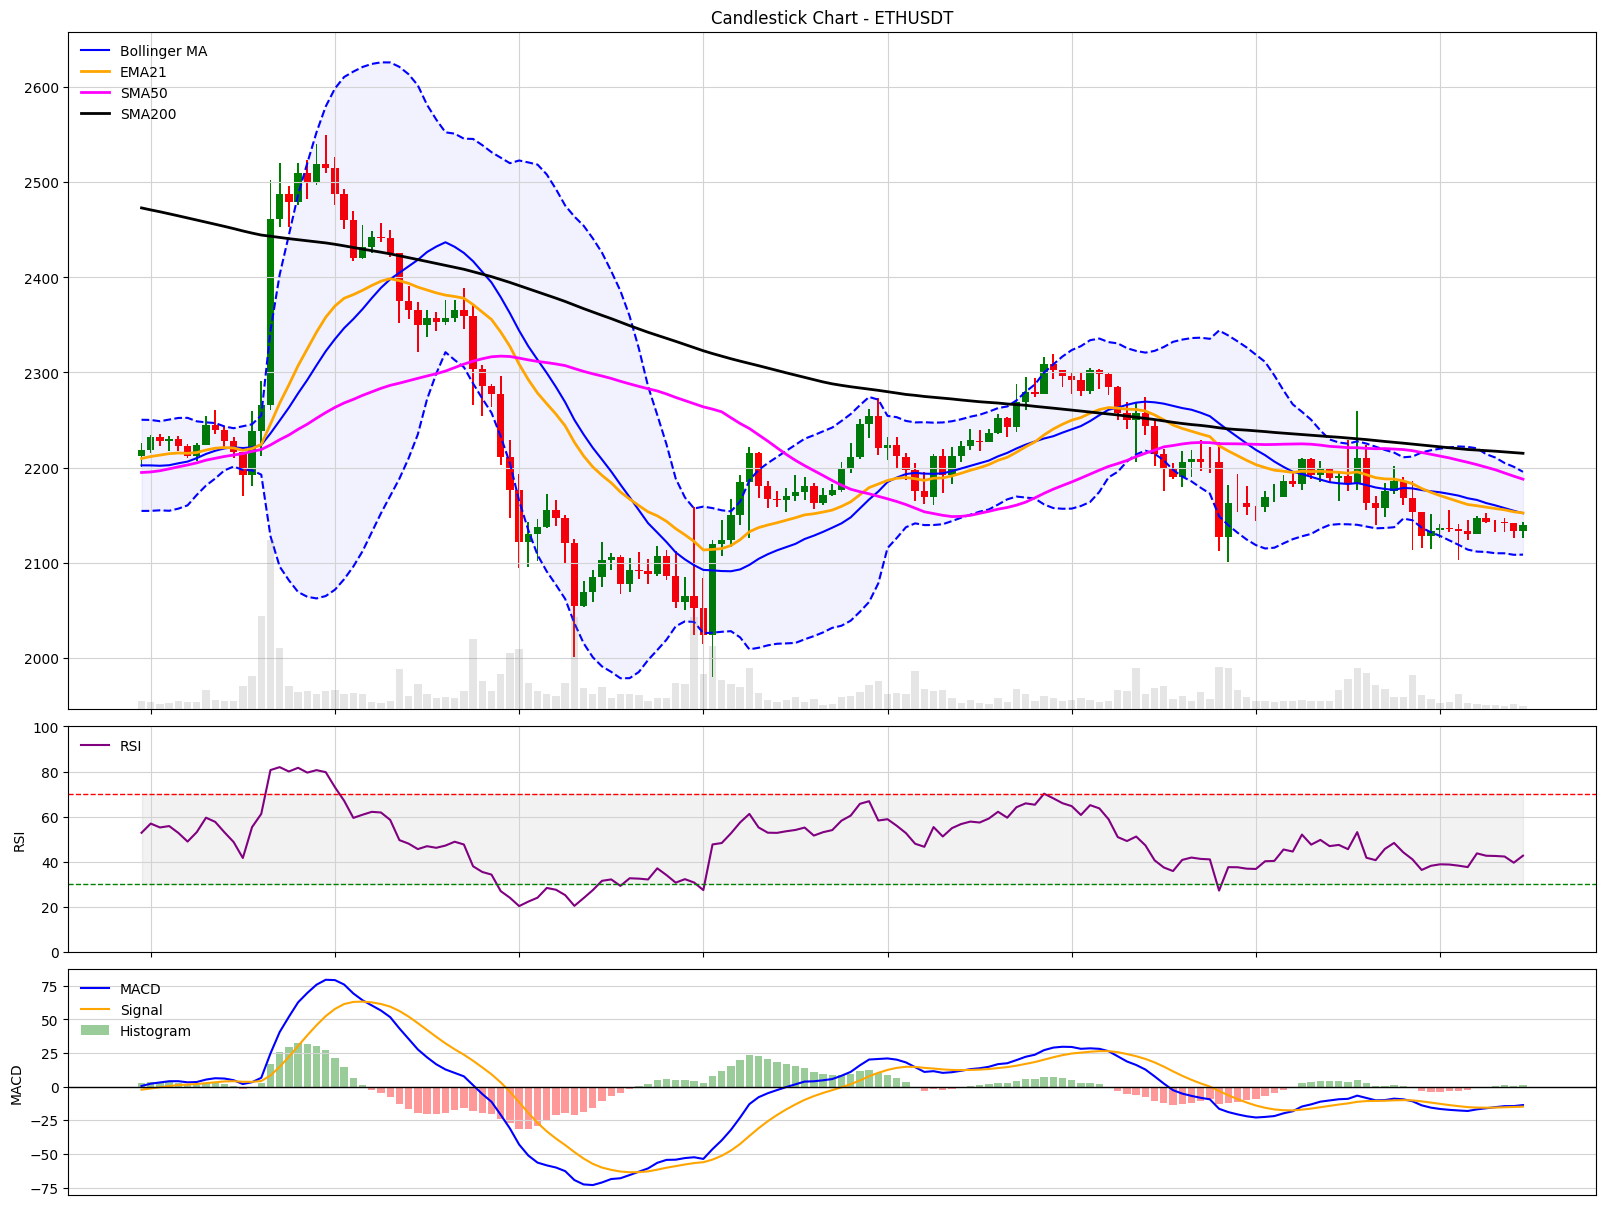 Candlestick Chart - ETHUSDT
Bollinger MA
EMA21
SMA50
SMA200
2600
2500
2400
2300
2200
2100
2000
RSI
100
80
60
40
20
0
RSI
MACD
Signal
Histogram
75
50
25
0
−25
−50
−75
MACD